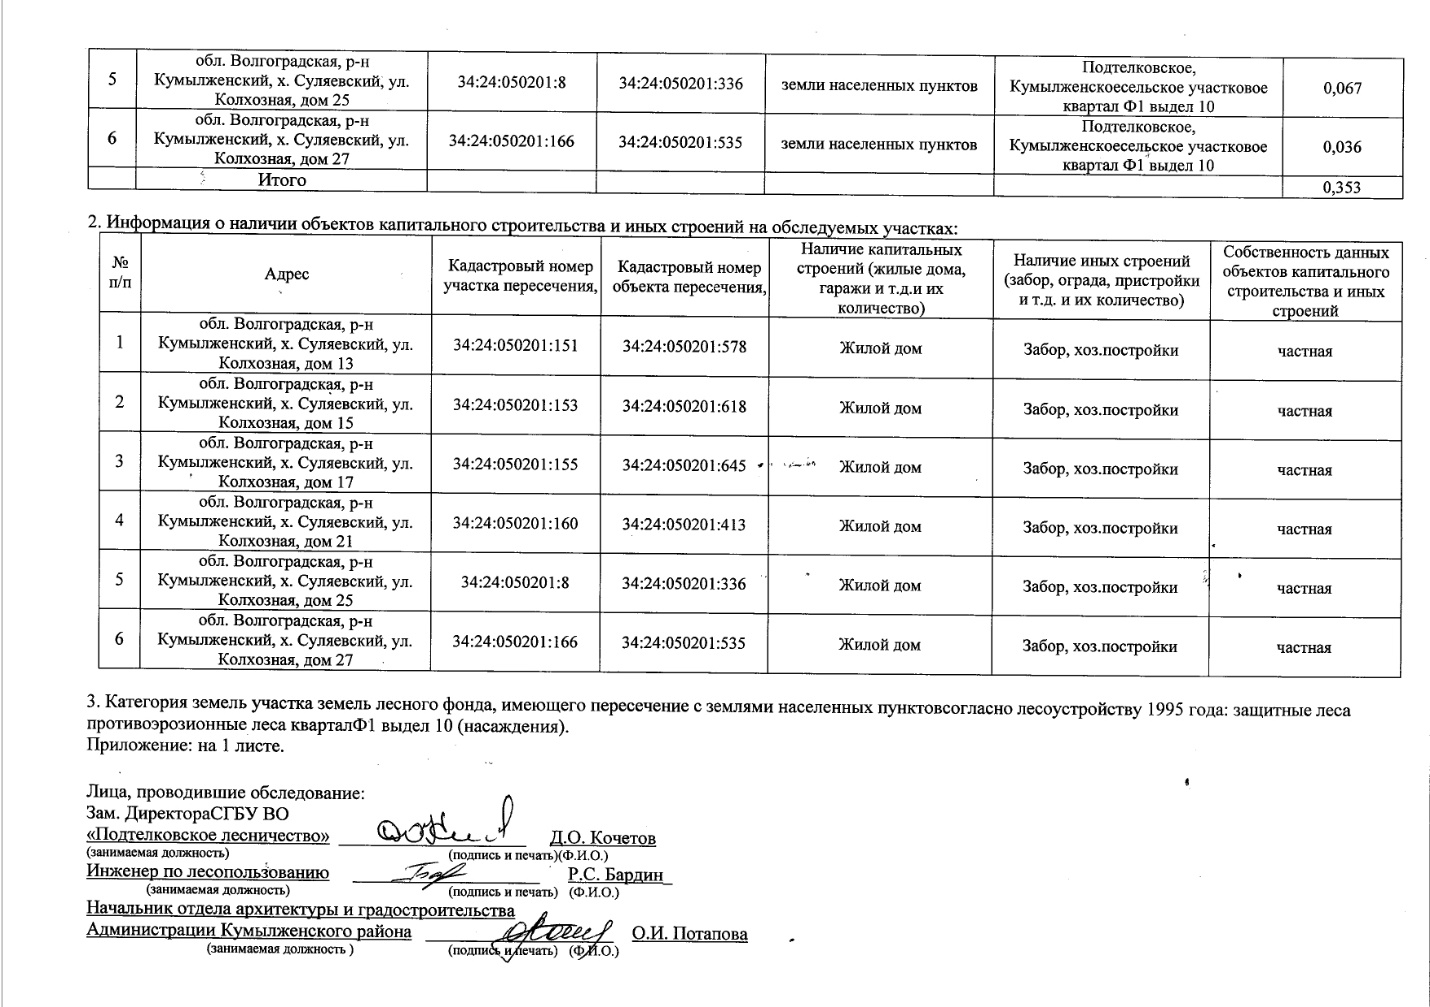 5 обл. Волгоградская, р-н Кумылженский, х. Суляевский, ул. Колхозная, дом 25 34:24:050201:8 34:24:050201:336 земли населенных пунктов Подтелковское, Кумылженскоесельское участковое квартал Ф1 выдел 10 0,067
6 обл. Волгоградская, р-н Кумылженский, х. Суляевский, ул. Колхозная, дом 27 34:24:050201:166 34:24:050201:535 земли населенных пунктов Подтелковское, Кумылженскоесельское участковое квартал Ф1 выдел 10 0,036
Итого 0,353
2. Информация о наличии объектов капитального строительства и иных строений на обследуемых участках:
№ п/п Адрес Кадастровый номер участка пересечения, Кадастровый номер объекта пересечения, Наличие капитальных строений (жилые дома, гаражи и т.д.и их количество) Наличие иных строений (забор, ограда, пристройки и т.д. и их количество) Собственность данных объектов капитального строительства и иных строений
1 обл. Волгоградская, р-н Кумылженский, х. Суляевский, ул. Колхозная, дом 13 34:24:050201:151 34:24:050201:578 Жилой дом Забор, хоз.постройки частная
2 обл. Волгоградская, р-н Кумылженский, х. Суляевский, ул. Колхозная, дом 15 34:24:050201:153 34:24:050201:618 Жилой дом Забор, хоз.постройки частная
3 обл. Волгоградская, р-н Кумылженский, х. Суляевский, ул. Колхозная, дом 17 34:24:050201:155 34:24:050201:645 Жилой дом Забор, хоз.постройки частная
4 обл. Волгоградская, р-н Кумылженский, х. Суляевский, ул. Колхозная, дом 21 34:24:050201:160 34:24:050201:413 Жилой дом Забор, хоз.постройки частная
5 обл. Волгоградская, р-н Кумылженский, х. Суляевский, ул. Колхозная, дом 25 34:24:050201:8 34:24:050201:336 Жилой дом Забор, хоз.постройки частная
6 обл. Волгоградская, р-н Кумылженский, х. Суляевский, ул. Колхозная, дом 27 34:24:050201:166 34:24:050201:535 Жилой дом Забор, хоз.постройки частная
3. Категория земель участка земель лесного фонда, имеющего пересечение с землями населенных пунктовсогласно лесоустройству 1995 года: защитные леса
противоэрозионные леса кварталФ1 выдел 10 (насаждения).
Приложение: на 1 листе.
Лица, проводившие обследование:
Зам. ДиректораСГБУ ВО
«Подтелковское лесничество» Д.О. Кочетов
(занимаемая должность) (подпись и печать)(Ф.И.О.)
Инженер по лесопользованию Р.С. Бардин
(занимаемая должность) (подпись и печать) (Ф.И.О.)
Начальник отдела архитектуры и градостроительства
Администрации Кумылженского района О.И. Потапова
(занимаемая должность ) (подпись и печать) (Ф.И.О.)